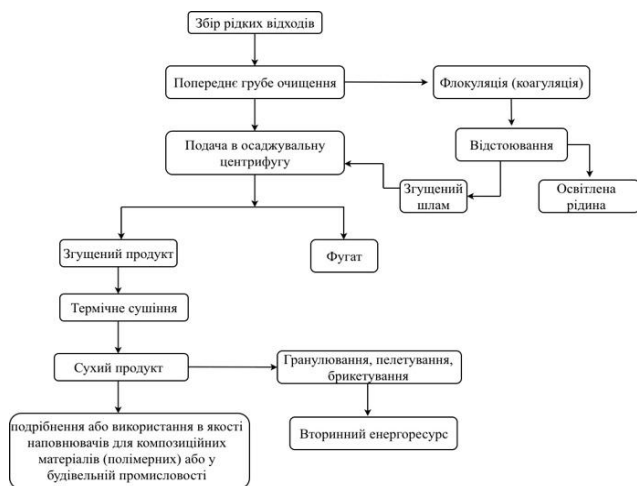 Збір рідких відходів
Попереднє грубе очищення
Флокуляція (коагуляція)
Подача в осаджувальну
центрифугу
Відстоювання
Згущений
шлам
Освітлена
рідина
Згущений продукт
Фугат
Термічне сушіння
Сухий продукт
Гранулювання, пелетування,
брикетування
подрібнення або використання в якості
наповнювачів для композиційних
матеріалів (полімерних) або у
будівельній промисловості
Вторинний енергоресурс